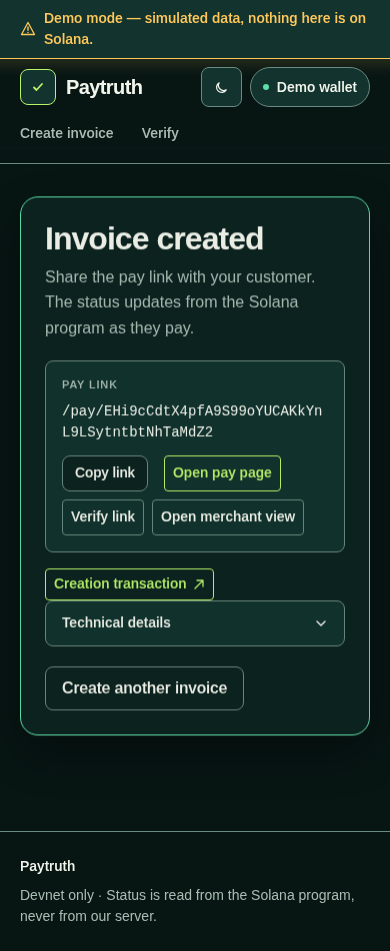 Demo mode — simulated data, nothing here is on
Solana.
Paytruth
Demo wallet
Create invoice
Verify
Invoice created
Share the pay link with your customer.
The status updates from the Solana
program as they pay.
PAY LINK
/pay/EHi9cCdtX4pfA9S99oYUCAKkYn
L9LSytntbtNhTaMdZ2
Copy link
Open pay page
Verify link
Open merchant view
Creation transaction
Technical details
Create another invoice
Paytruth
Devnet only · Status is read from the Solana program,
never from our server.